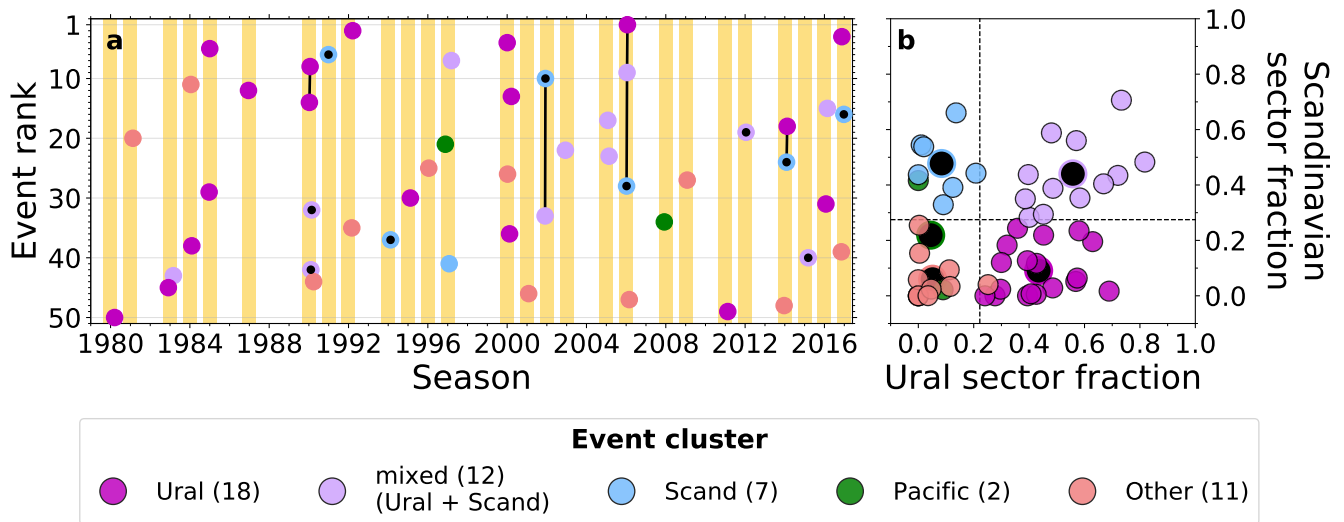 a
1
10
20
30
40
50
Event rank
1980 1984 1988 1992 1996 2000 2004 2008 2012 2016
Season
b
1.0
0.8
0.6
0.4
0.2
0.0
Scandinavian
sector fraction
0.0 0.2 0.4 0.6 0.8 1.0
Ural sector fraction
Event cluster
Ural (18)
mixed (12)
(Ural + Scand)
Scand (7)
Pacific (2)
Other (11)